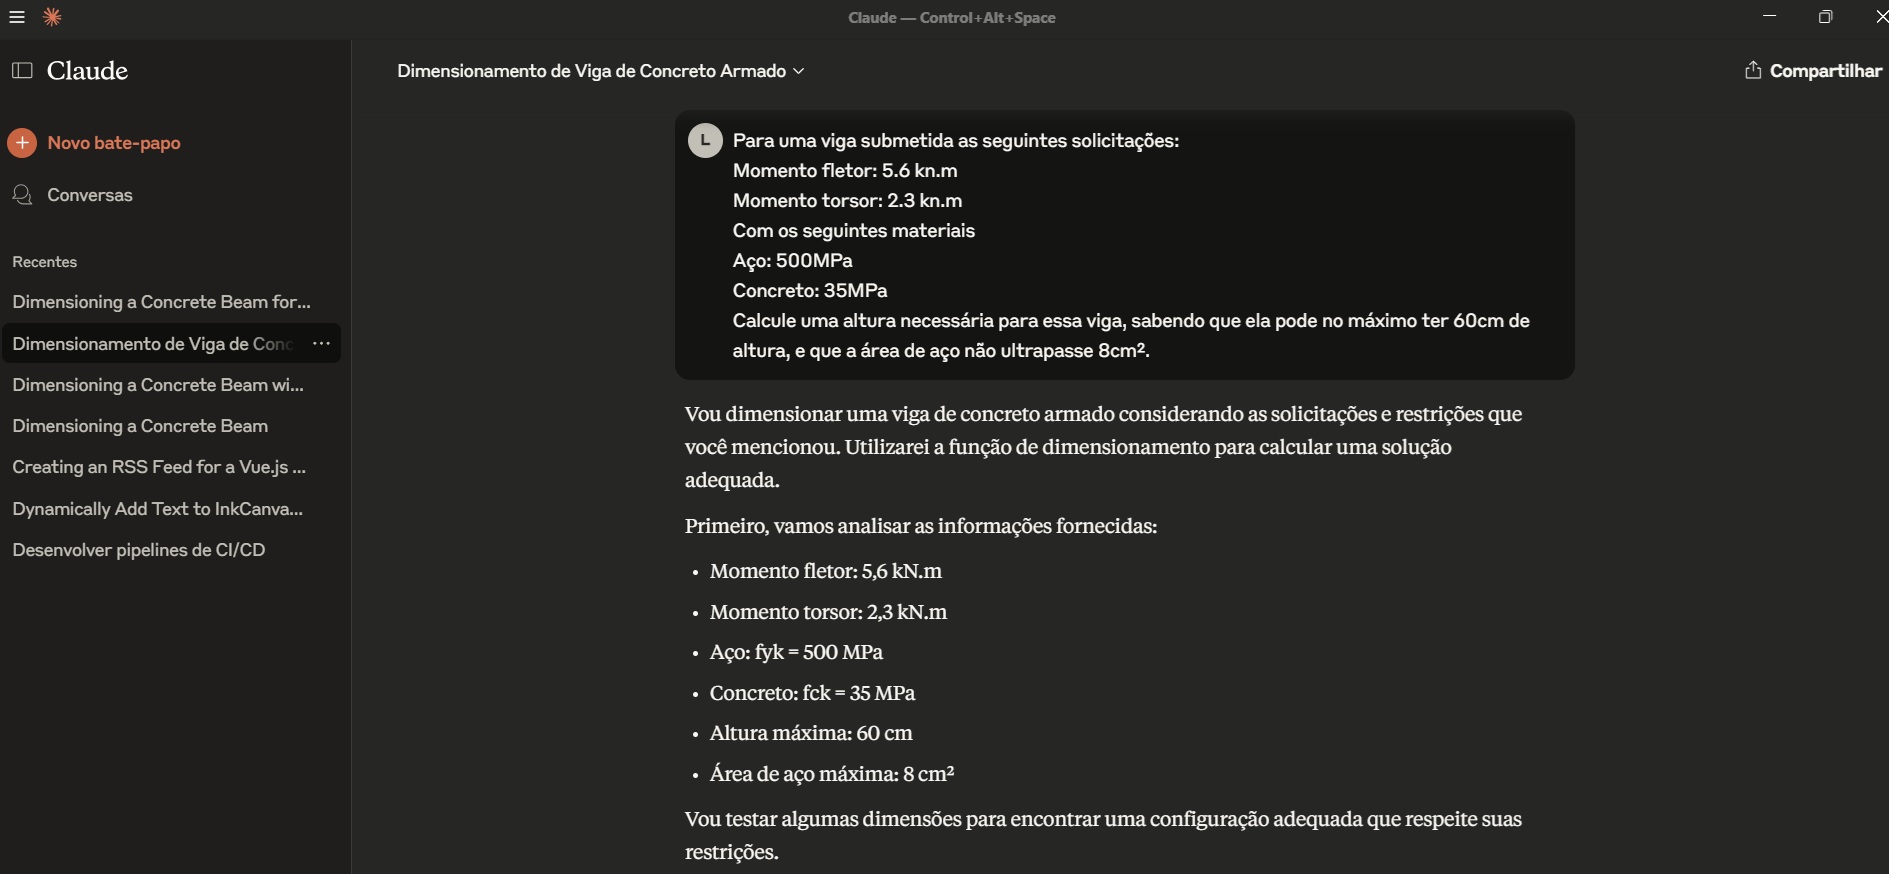 Claude — Control+Alt+Space
Claude
Dimensionamento de Viga de Concreto Armado
Compartilhar
Novo bate-papo
Conversas
Recentes
Dimensioning a Concrete Beam for...
Dimensionamento de Viga de Conc
Dimensioning a Concrete Beam wi...
Dimensioning a Concrete Beam
Creating an RSS Feed for a Vue.js ...
Dynamically Add Text to InkCanva...
Desenvolver pipelines de CI/CD
L
Para uma viga submetida as seguintes solicitações:
Momento fletor: 5.6 kn.m
Momento torsor: 2.3 kn.m
Com os seguintes materiais
Aço: 500MPa
Concreto: 35MPa
Calcule uma altura necessária para essa viga, sabendo que ela pode no máximo ter 60cm de
altura, e que a área de aço não ultrapasse 8cm².
Vou dimensionar uma viga de concreto armado considerando as solicitações e restrições que
você mencionou. Utilizarei a função de dimensionamento para calcular uma solução
adequada.
Primeiro, vamos analisar as informações fornecidas:
• Momento fletor: 5,6 kN.m
• Momento torsor: 2,3 kN.m
• Aço: fyk = 500 MPa
• Concreto: fck = 35 MPa
• Altura máxima: 60 cm
• Área de aço máxima: 8 cm²
Vou testar algumas dimensões para encontrar uma configuração adequada que respeite suas
restrições.